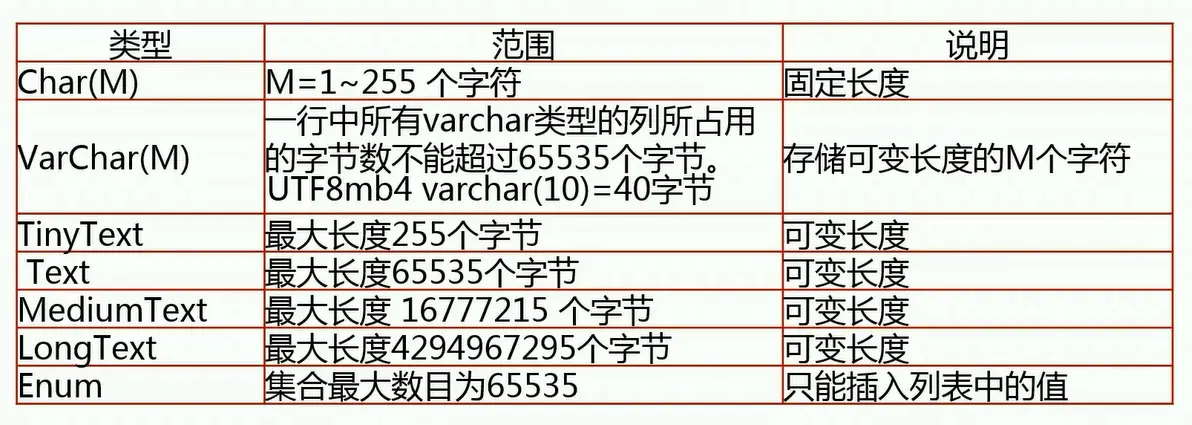 类型 范围 说明
Char(M) M=1~255 个字符 固定长度
一行中所有varchar类型的列所占用
VarChar(M) 的字节数不能超过65535个字节。 存储可变长度的M个字符
UTF8mb4 varchar(10)=40字节
TinyText 最大长度255个字节 可变长度
Text 最大长度65535个字节 可变长度
MediumText 最大长度 16777215 个字节 可变长度
LongText 最大长度4294967295个字节 可变长度
Enum 集合最大数目为65535 只能插入列表中的值